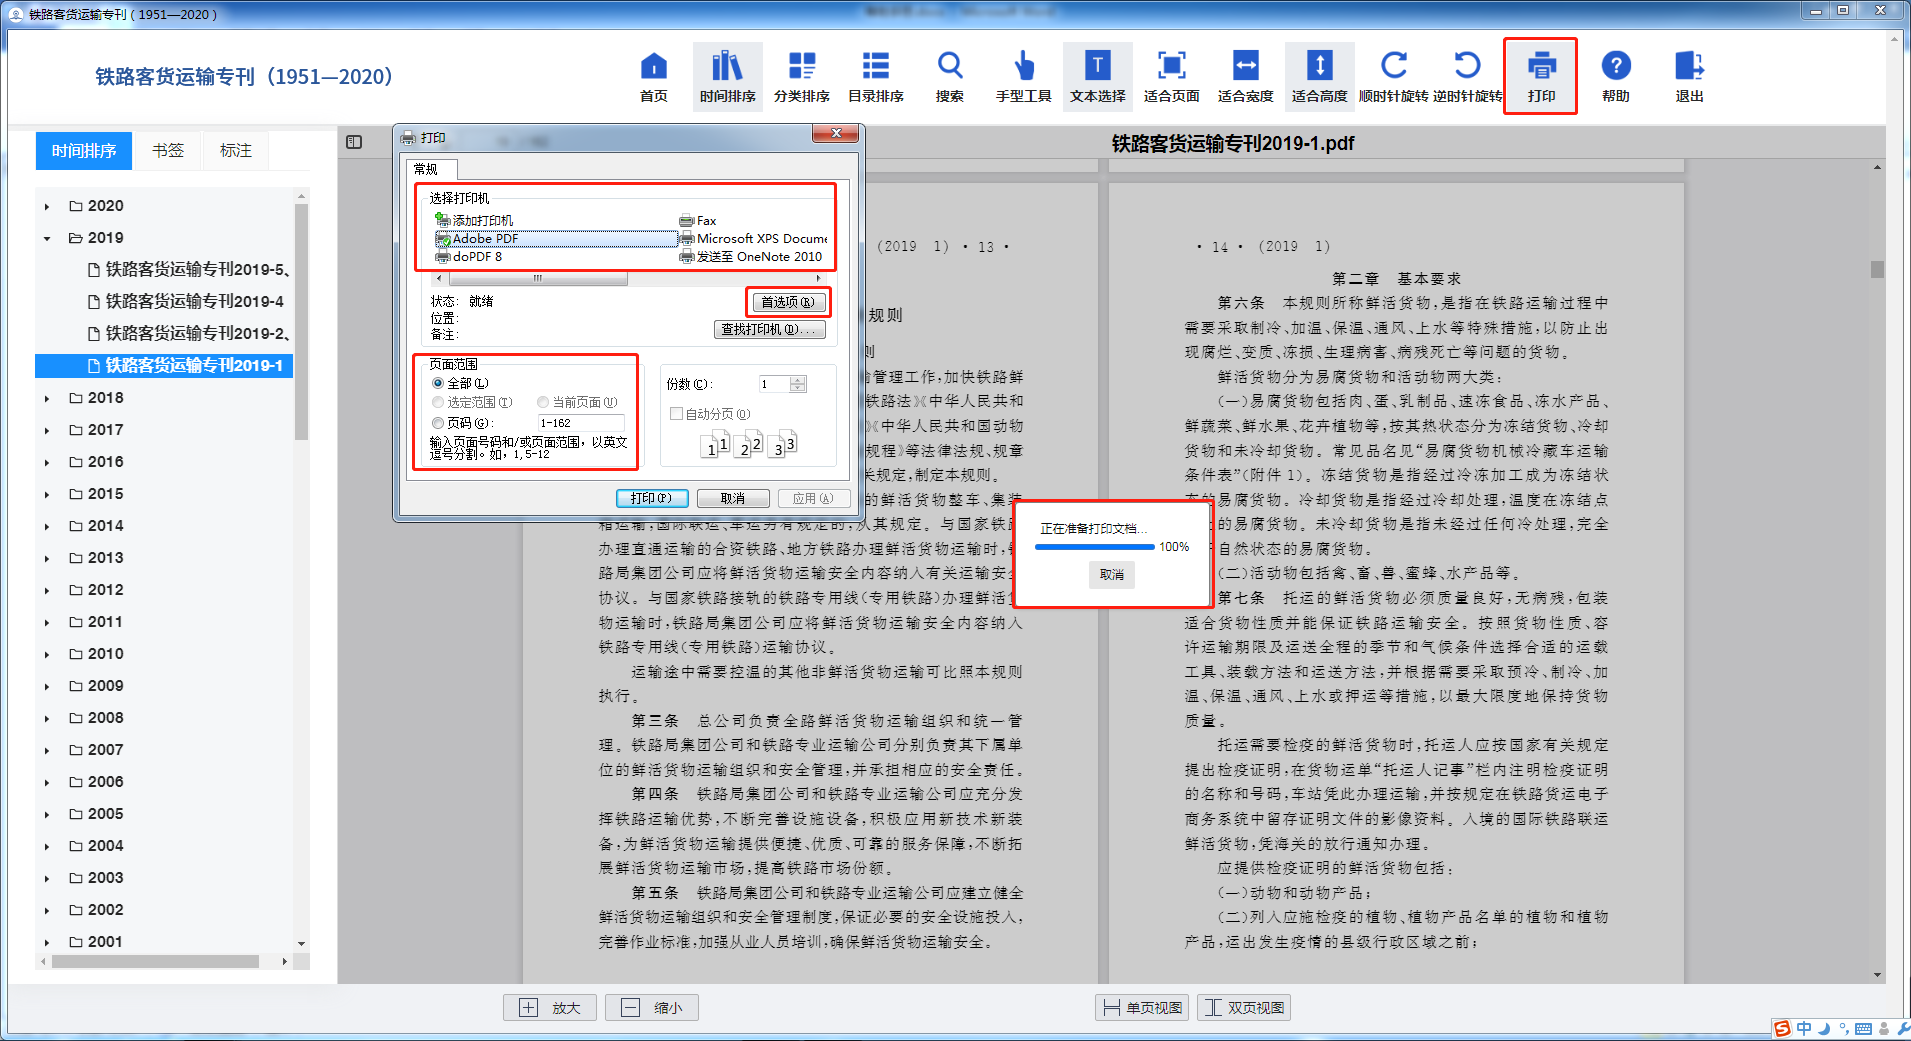 铁路客货运输专刊（1951—2020）
铁路客货运输专刊（1951—2020）
首页
时间排序
分类排序
目录排序
搜索
手型工具
文本选择
适合页面
适合宽度
适合高度
顺时针旋转
逆时针旋转
打印
帮助
退出
时间排序
书签
标注
铁路客货运输专刊2019-1.pdf
2020
2019
铁路客货运输专刊2019-5、
铁路客货运输专刊2019-4
铁路客货运输专刊2019-2、
铁路客货运输专刊2019-1
2018
2017
2016
2015
2014
2013
2012
2011
2010
2009
2008
2007
2006
2005
2004
2003
2002
2001
打印
常规
选择打印机
添加打印机
Fax
Adobe PDF
Microsoft XPS Docume
doPDF 8
发送至 OneNote 2010
状态: 就绪
位置:
备注:
首选项(R)
查找打印机(D)...
页面范围
全部(L)
选定范围(T)
当前页面(U)
页码(G):
1-162
输入页面号码和/或页面范围，以英文
逗号分割。如，1,5-12
份数(C):
1
自动分页(O)
1 1 2 2 3 3
打印(P)
取消
应用(A)
(2019 1)·13·
规则
则
输管理工作,加快铁路鲜
铁路法》《中华人民共和
》《中华人民共和国动物
规程》等法律法规、规章
关规定,制定本规则。
的鲜活货物整车、集装
箱运输,国际联运、军运另有规定的,从其规定。与国家铁路
办理直通运输的合资铁路、地方铁路办理鲜活货物运输时,
路局集团公司应将鲜活货物运输安全内容纳入有关运输安全
协议。与国家铁路接轨的铁路专用线(专用铁路)办理鲜活货
物运输时,铁路局集团公司应将鲜活货物运输安全内容纳入
铁路专用线(专用铁路)运输协议。
运输途中需要控温的其他非鲜活货物运输可比照本规则
执行。
第三条 总公司负责全路鲜活货物运输组织和统一管
理。铁路局集团公司和铁路专业运输公司分别负责其下属单
位的鲜活货物运输组织和安全管理,并承担相应的安全责任。
第四条 铁路局集团公司和铁路专业运输公司应充分发
挥铁路运输优势,不断完善设施设备,积极应用新技术新装
备,为鲜活货物运输提供便捷、优质、可靠的服务保障,不断拓
展鲜活货物运输市场,提高铁路市场份额。
第五条 铁路局集团公司和铁路专业运输公司应建立健全
鲜活货物运输组织和安全管理制度,保证必要的安全设施投入,
完善作业标准,加强从业人员培训,确保鲜活货物运输安全。
·14·(2019 1)
第二章 基本要求
第六条 本规则所称鲜活货物,是指在铁路运输过程中
需要采取制冷、加温、保温、通风、上水等特殊措施,以防止出
现腐烂、变质、冻损、生理病害、病残死亡等问题的货物。
鲜活货物分为易腐货物和活动物两大类:
(一)易腐货物包括肉、蛋、乳制品、速冻食品、冻水产品、
鲜蔬菜、鲜水果、花卉植物等,按其热状态分为冻结货物、冷却
货物和未冷却货物。常见品名见“易腐货物机械冷藏车运输
条件表”(附件1)。冻结货物是指经过冷冻加工成为冻结状
态的易腐货物。冷却货物是指经过冷却处理,温度在冻结点
的易腐货物。未冷却货物是指未经过任何冷处理,完全
自然状态的易腐货物。
(二)活动物包括禽、畜、兽、蜜蜂、水产品等。
第七条 托运的鲜活货物必须质量良好,无病残,包装
适合货物性质并能保证铁路运输安全。按照货物性质、容
许运输期限及运送全程的季节和气候条件选择合适的运载
工具、装载方法和运送方法,并根据需要采取预冷、制冷、加
温、保温、通风、上水或押运等措施,以最大限度地保持货物
质量。
托运需要检疫的鲜活货物时,托运人应按国家有关规定
提出检疫证明,在货物运单“托运人记事”栏内注明检疫证明
的名称和号码,车站凭此办理运输,并按规定在铁路货运电子
商务系统中留存证明文件的影像资料。入境的国际铁路联运
鲜活货物,凭海关的放行通知办理。
应提供检疫证明的鲜活货物包括:
(一)动物和动物产品;
(二)列入应施检疫的植物、植物产品名单的植物和植物
产品,运出发生疫情的县级行政区域之前;
正在准备打印文档...
100%
取消
放大
缩小
单页视图
双页视图
中